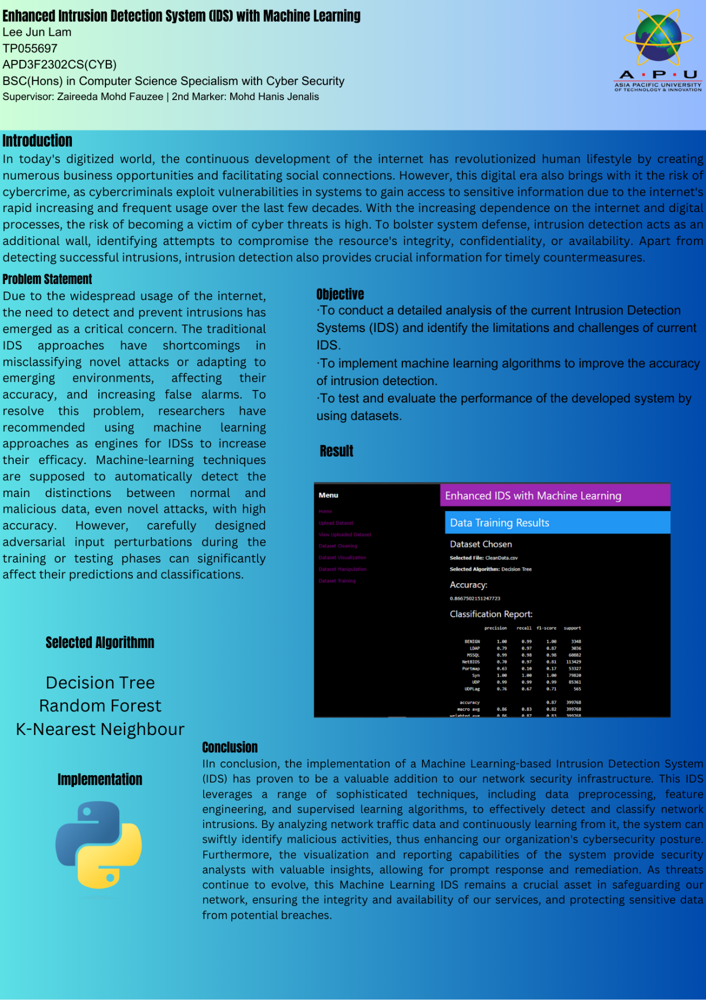 Enhanced Intrusion Detection System (IDS) with Machine Learning
Lee Jun Lam
TP055697
APD3F2302CS(CYB)
BSC(Hons) in Computer Science Specialism with Cyber Security
Supervisor: Zaireeda Mohd Fauzee | 2nd Marker: Mohd Hanis Jenalis
A · P · U
ASIA PACIFIC UNIVERSITY
OF TECHNOLOGY & INNOVATION
Introduction
In today's digitized world, the continuous development of the internet has revolutionized human lifestyle by creating
numerous business opportunities and facilitating social connections. However, this digital era also brings with it the risk of
cybercrime, as cybercriminals exploit vulnerabilities in systems to gain access to sensitive information due to the internet's
rapid increasing and frequent usage over the last few decades. With the increasing dependence on the internet and digital
processes, the risk of becoming a victim of cyber threats is high. To bolster system defense, intrusion detection acts as an
additional wall, identifying attempts to compromise the resource's integrity, confidentiality, or availability. Apart from
detecting successful intrusions, intrusion detection also provides crucial information for timely countermeasures.
Problem Statement
Due to the widespread usage of the internet,
the need to detect and prevent intrusions has
emerged as a critical concern. The traditional
IDS approaches have shortcomings in
misclassifying novel attacks or adapting to
emerging environments, affecting their
accuracy, and increasing false alarms. To
resolve this problem, researchers have
recommended using machine learning
approaches as engines for IDSs to increase
their efficacy. Machine-learning techniques
are supposed to automatically detect the
main distinctions between normal and
malicious data, even novel attacks, with high
accuracy. However, carefully designed
adversarial input perturbations during the
training or testing phases can significantly
affect their predictions and classifications.
Objective
·To conduct a detailed analysis of the current Intrusion Detection
Systems (IDS) and identify the limitations and challenges of current
IDS.
·To implement machine learning algorithms to improve the accuracy
of intrusion detection.
·To test and evaluate the performance of the developed system by
using datasets.
Result
Menu
Home
Upload Dataset
View Uploaded Dataset
Dataset Cleaning
Dataset Visualization
Dataset Manipulation
Dataset Training
Enhanced IDS with Machine Learning
Data Training Results
Dataset Chosen
Selected File: CleanData.csv
Selected Algorithm: Decision Tree
Accuracy:
0.8667502151247723
Classification Report:
precision recall f1-score support
BENIGN 1.00 0.99 1.00 3348
LDAP 0.79 0.97 0.87 3036
MSSQL 0.99 0.98 0.98 60882
NetBIOS 0.70 0.97 0.81 113429
Portmap 0.63 0.10 0.17 53327
Syn 1.00 1.00 1.00 79820
UDP 0.99 0.99 0.99 85361
UDPLag 0.76 0.67 0.71 565
accuracy 0.87 399768
macro avg 0.86 0.83 0.82 399768
weighted avg 0.86 0.87 0.83 399768
Selected Algorithmn
Decision Tree
Random Forest
K-Nearest Neighbour
Implementation
Conclusion
IIn conclusion, the implementation of a Machine Learning-based Intrusion Detection System
(IDS) has proven to be a valuable addition to our network security infrastructure. This IDS
leverages a range of sophisticated techniques, including data preprocessing, feature
engineering, and supervised learning algorithms, to effectively detect and classify network
intrusions. By analyzing network traffic data and continuously learning from it, the system can
swiftly identify malicious activities, thus enhancing our organization's cybersecurity posture.
Furthermore, the visualization and reporting capabilities of the system provide security
analysts with valuable insights, allowing for prompt response and remediation. As threats
continue to evolve, this Machine Learning IDS remains a crucial asset in safeguarding our
network, ensuring the integrity and availability of our services, and protecting sensitive data
from potential breaches.